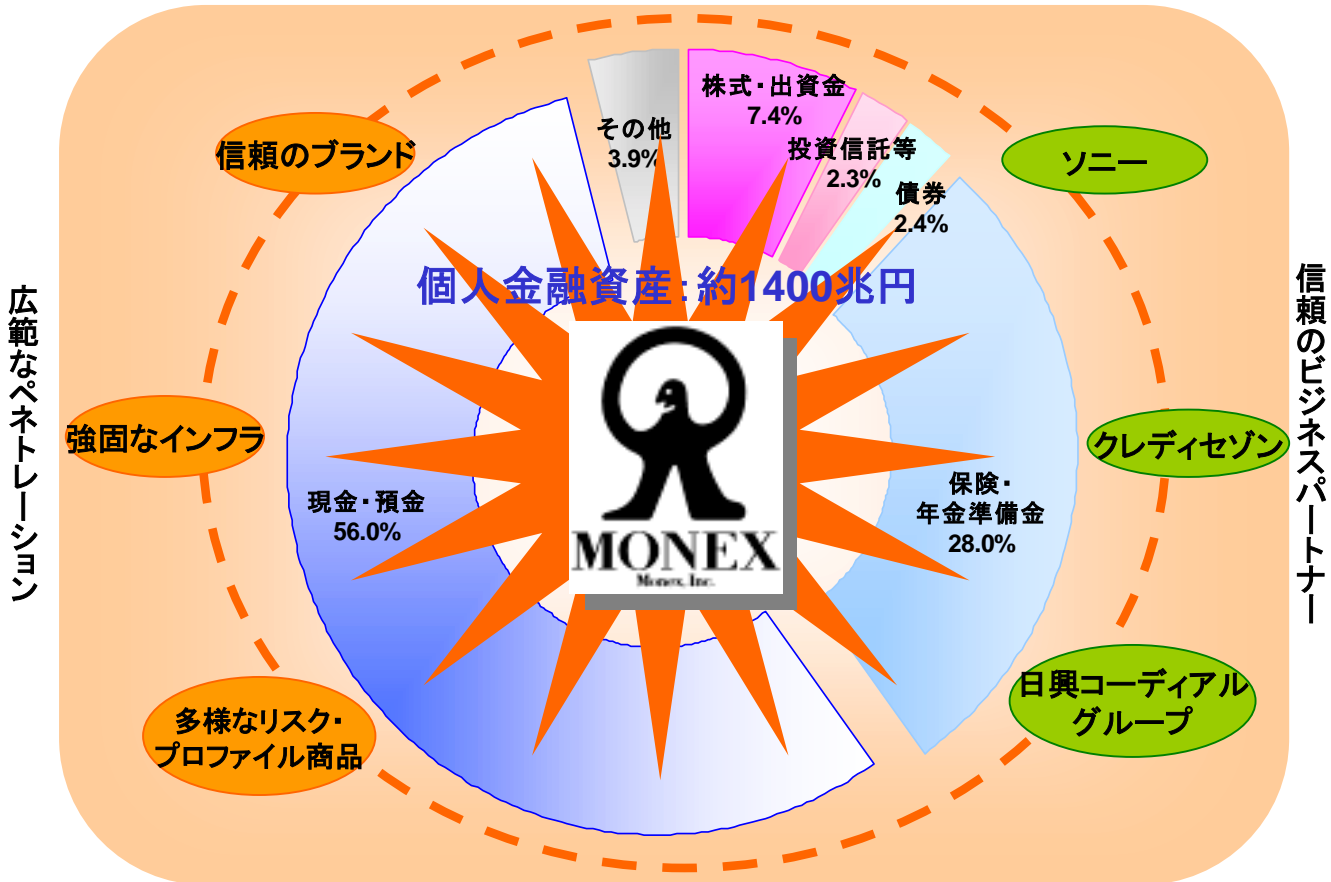 株式・出資金
7.4%
その他
3.9%
投資信託等
2.3%
債券
2.4%
信頼のブランド
ソニー
個人金融資産：約1400兆円
広範なペネトレーション
信頼のビジネスパートナー
強固なインフラ
クレディセゾン
現金・預金
56.0%
保険・
年金準備金
28.0%
MONEX
Monex, Inc.
多様なリスク・
プロファイル商品
日興コーディアル
グループ